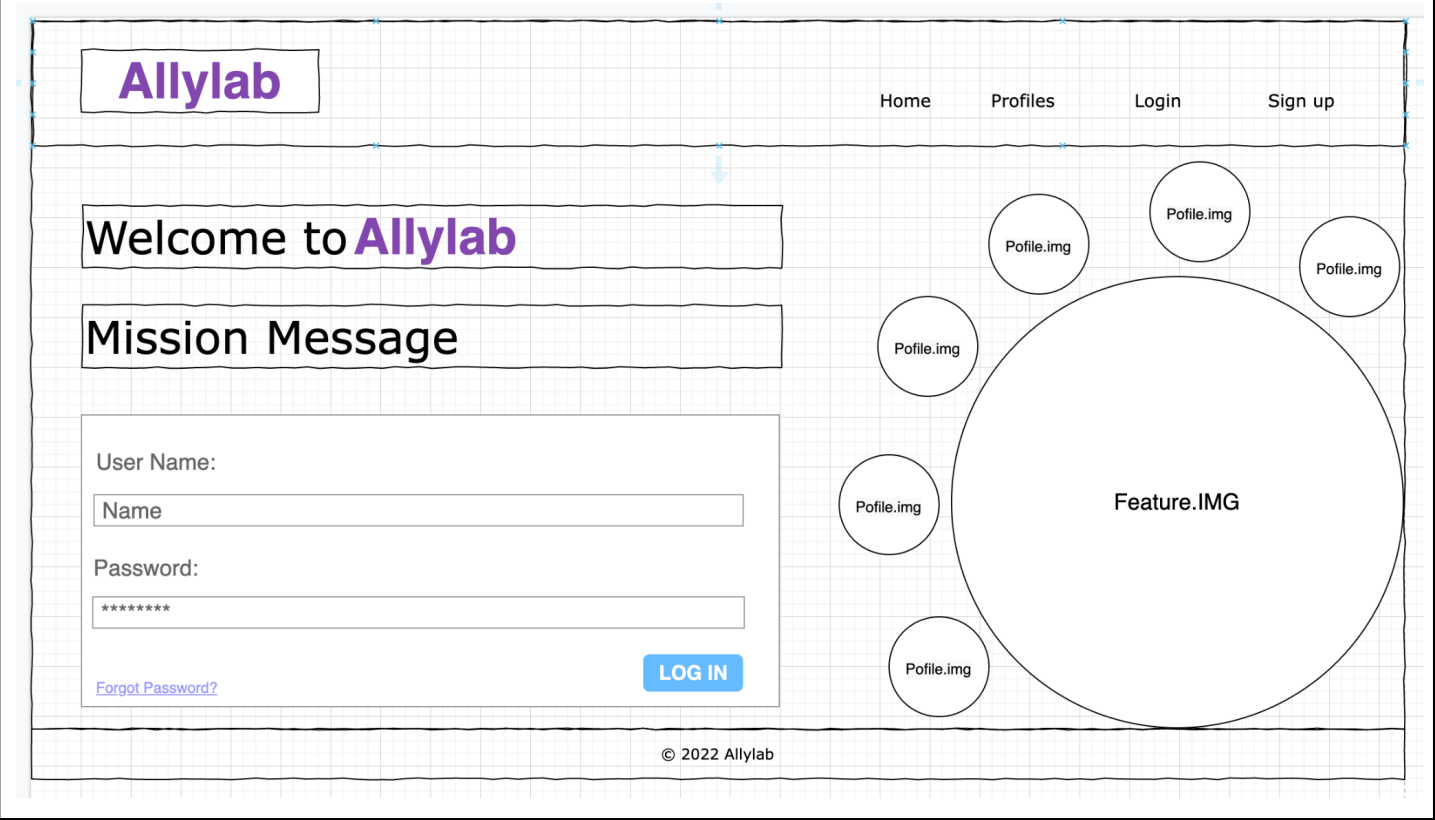 Allylab
Home Profiles Login Sign up
Welcome to Allylab
Mission Message
User Name:
Name
Password:
********
Forgot Password?
LOG IN
Pofile.img
Pofile.img
Pofile.img
Pofile.img
Pofile.img
Pofile.img
Feature.IMG
© 2022 Allylab